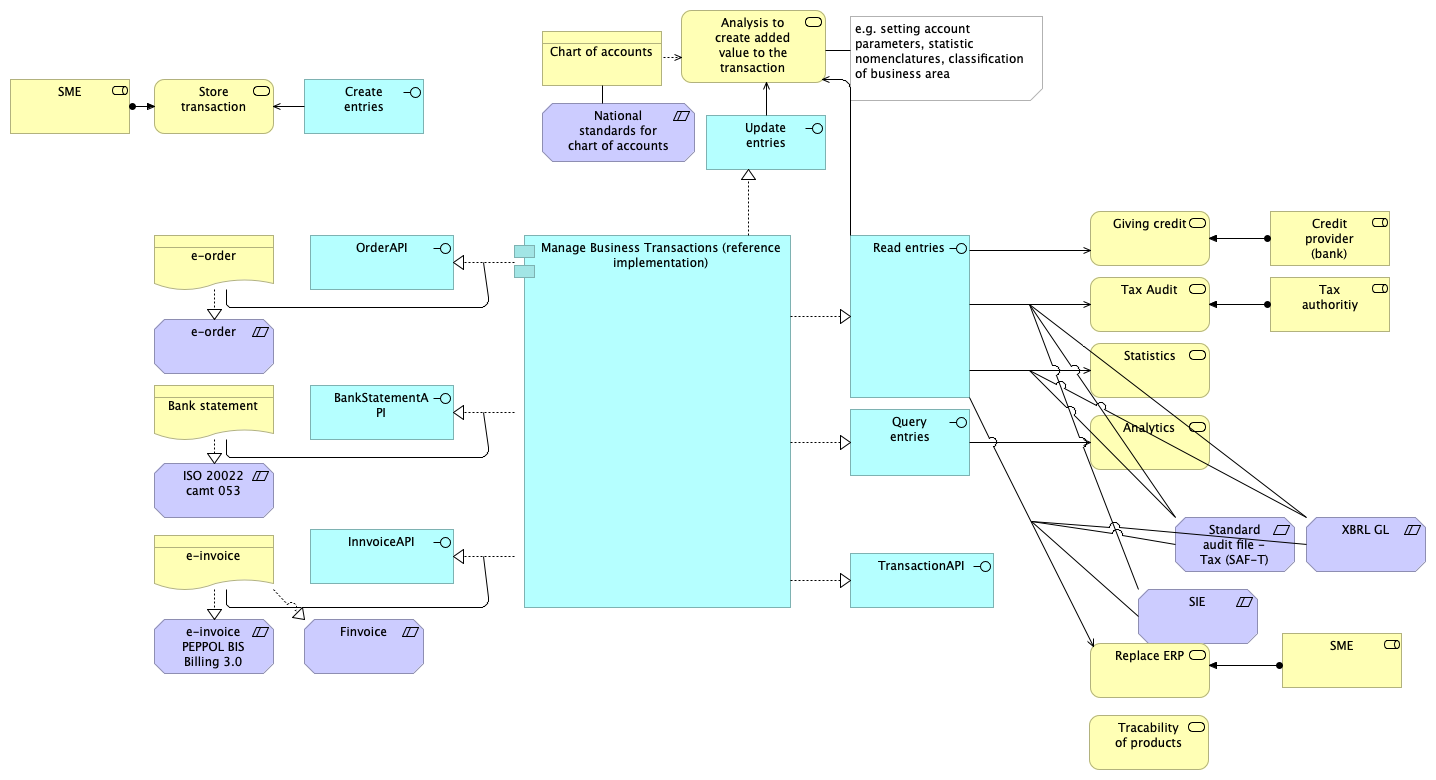 Analysis to
create added
value to the
transaction
e.g. setting account
parameters, statistic
nomenclatures, classification
of business area
Chart of accounts
SME
Store
transaction
Create
entries
National
standards for
chart of accounts
Update
entries
Giving credit
Credit
provider
(bank)
e-order
OrderAPI
Manage Business Transactions (reference
implementation)
Read entries
Tax Audit
Tax
authoritiy
e-order
Statistics
Bank statement
BankStatementA
PI
Query
entries
Analytics
ISO 20022
camt 053
Standard
audit file -
Tax (SAF-T)
XBRL GL
e-invoice
InnvoiceAPI
TransactionAPI
SIE
e-invoice
PEPPOL BIS
Billing 3.0
Finvoice
Replace ERP
SME
Tracability
of products